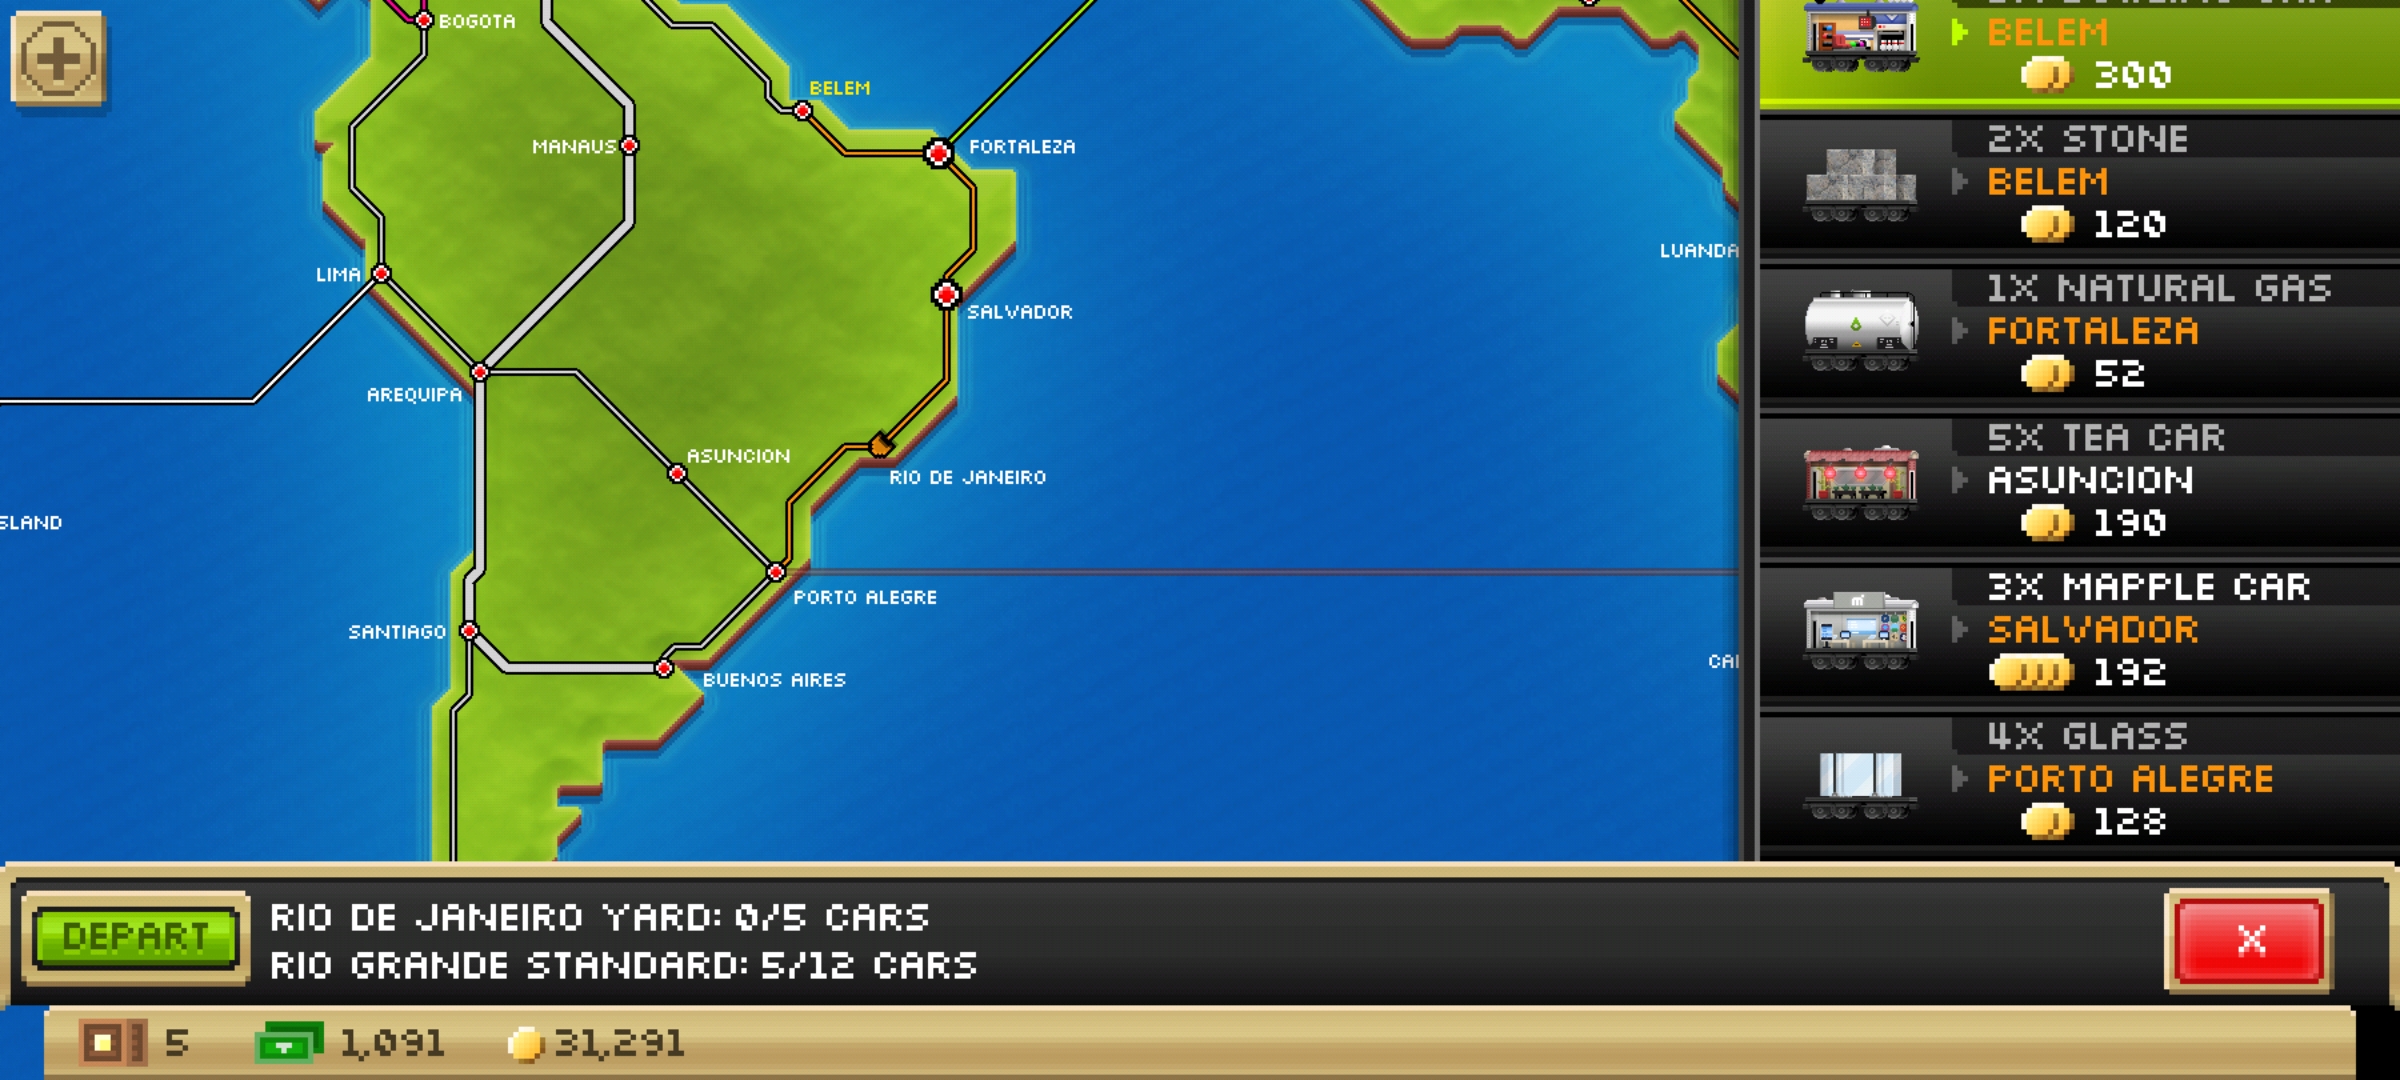 BOGOTA
BELEM
MANAUS
FORTALEZA
LIMA
SALVADOR
AREQUIPA
ASUNCION
RIO DE JANEIRO
SLAND
PORTO ALEGRE
SANTIAGO
BUENOS AIRES
LUANDA
CAI
BELEM
300
2X STONE
BELEM
120
1X NATURAL GAS
FORTALEZA
52
5X TEA CAR
ASUNCION
190
3X MAPPLE CAR
SALVADOR
192
4X GLASS
PORTO ALEGRE
128
DEPART
RIO DE JANEIRO YARD: 0/5 CARS
RIO GRANDE STANDARD: 5/12 CARS
X
5
1,091
31,291